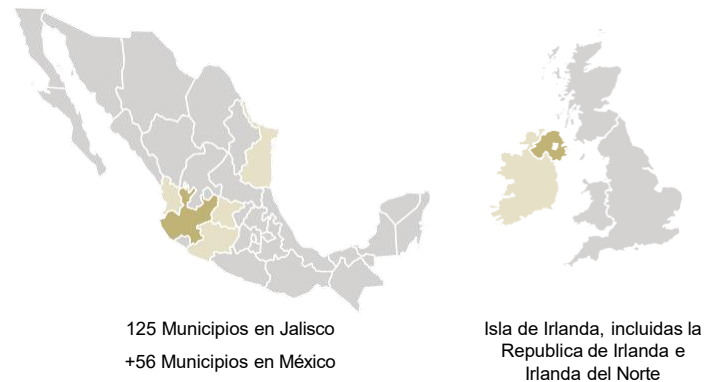 125 Municipios en Jalisco
+56 Municipios en México
Isla de Irlanda, incluidas la
Republica de Irlanda e
Irlanda del Norte